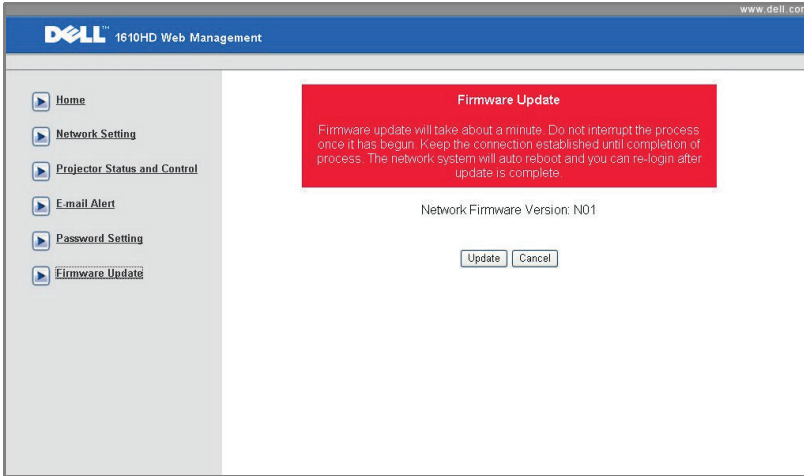 www.dell.com
DELL™ 1610HD Web Management
Home
Network Setting
Projector Status and Control
E-mail Alert
Password Setting
Firmware Update
Firmware Update
Firmware update will take about a minute. Do not interrupt the process
once it has begun. Keep the connection established until completion of
process. The network system will auto reboot and you can re-login after
update is complete.
Network Firmware Version: N01
Update Cancel